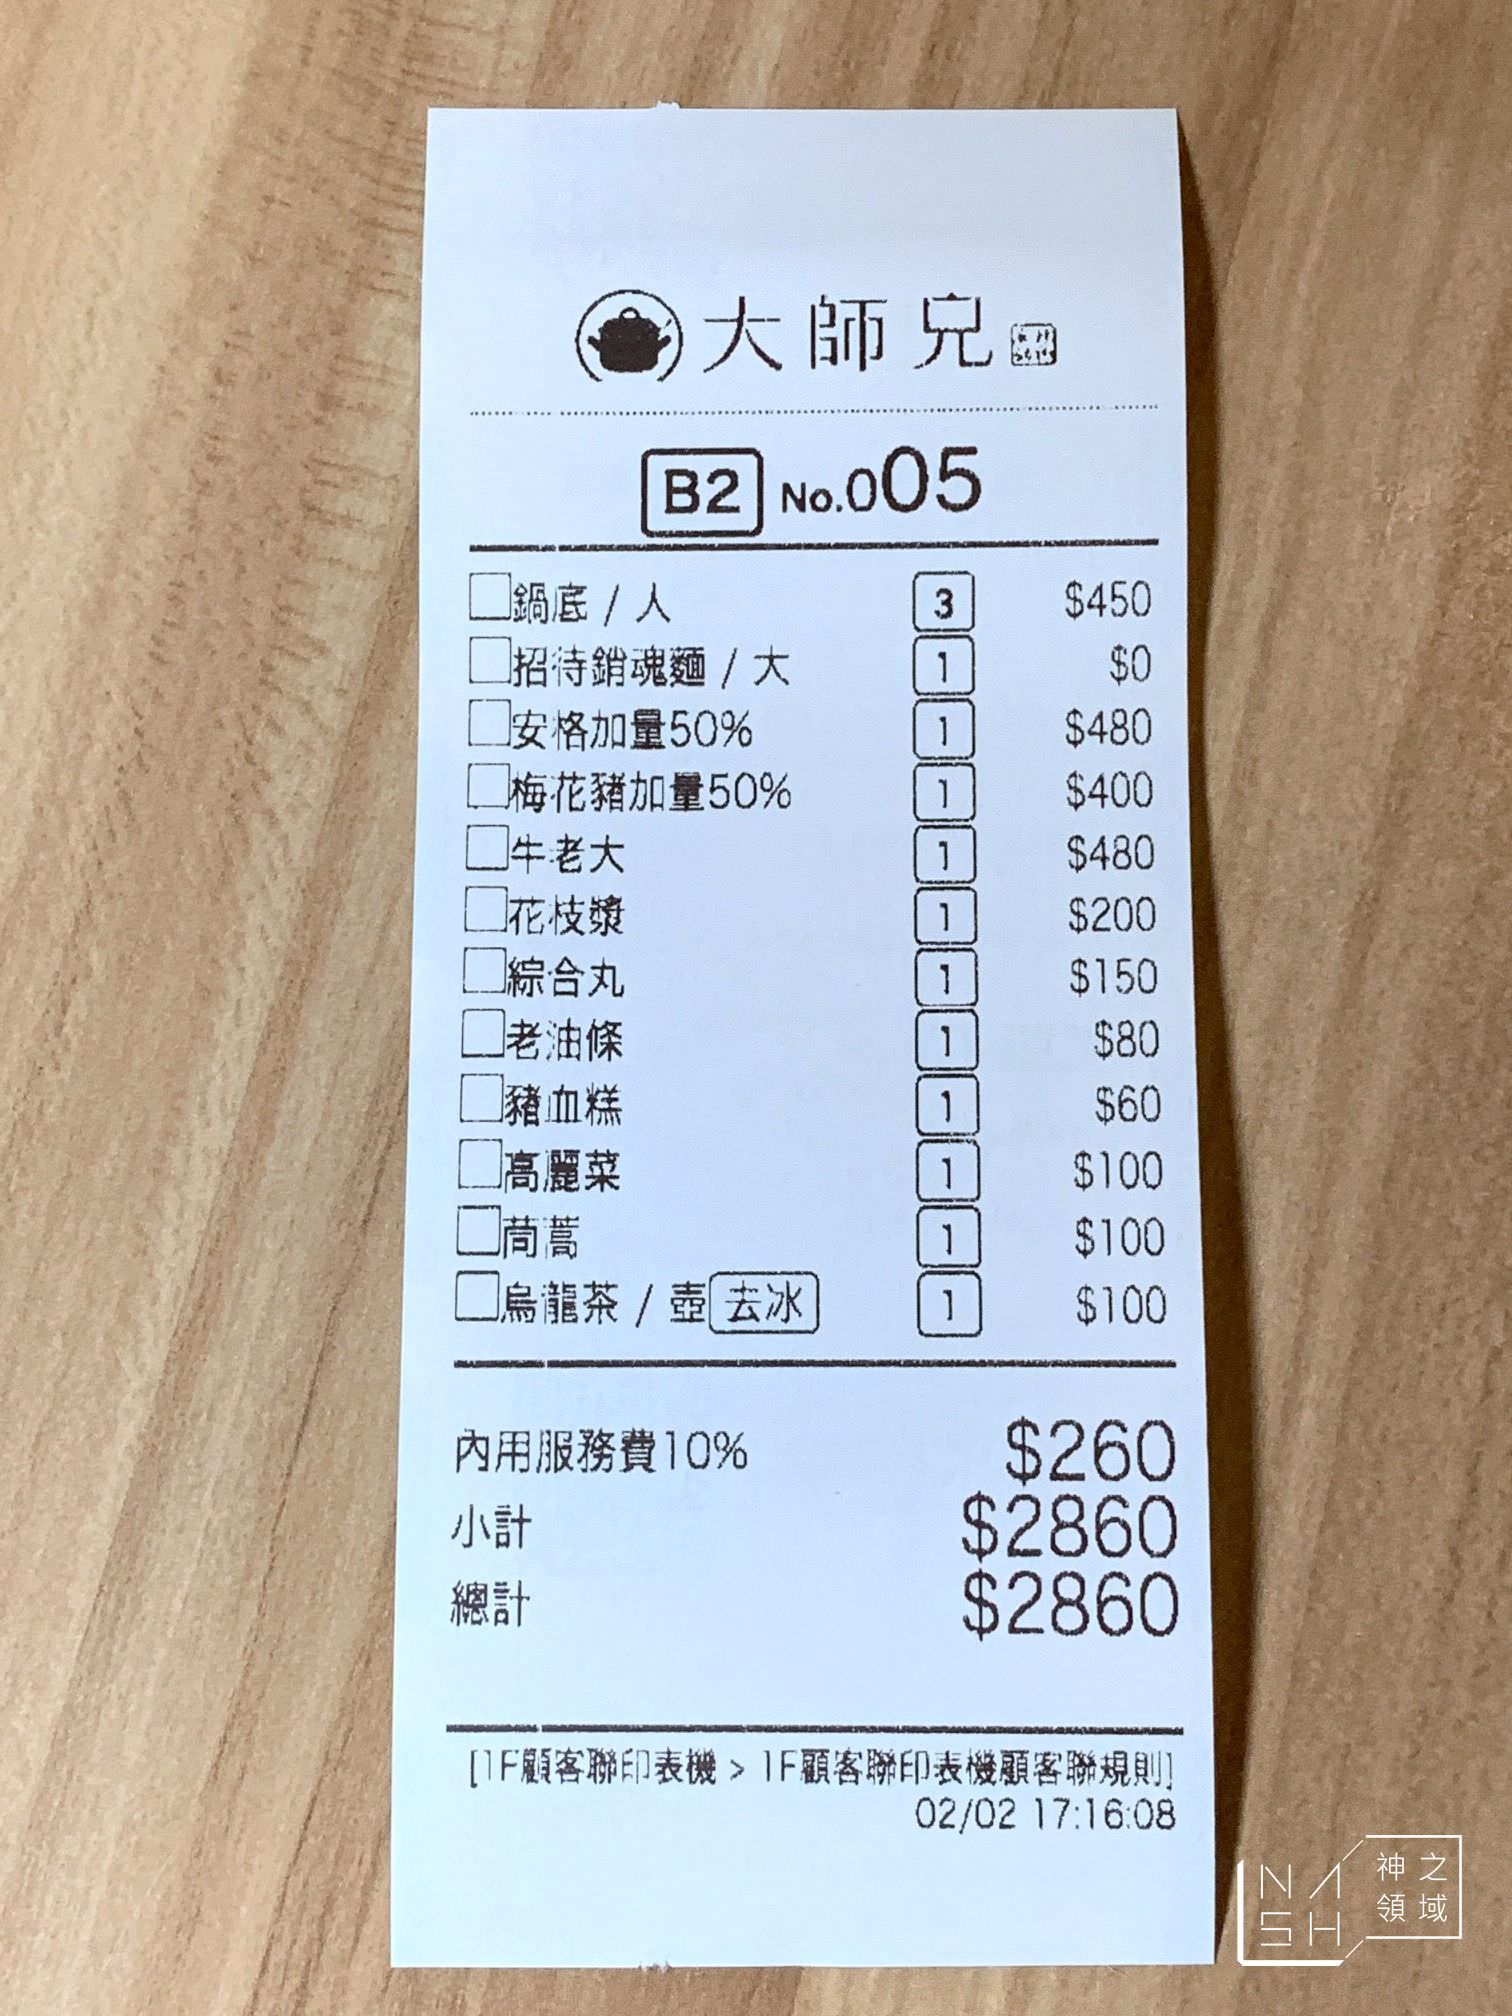 大師兄
B2 No.005
鍋底 / 人 3 $450
招待銷魂麵 / 大 1 $0
安格加量50% 1 $480
梅花豬加量50% 1 $400
牛老大 1 $480
花枝漿 1 $200
綜合丸 1 $150
老油條 1 $80
豬血糕 1 $60
高麗菜 1 $100
茼蒿 1 $100
烏龍茶 / 壺 去冰 1 $100
內用服務費10% $260
小計 $2860
總計 $2860
[1F顧客聯印表機 > 1F顧客聯印表機顧客聯規則]
02/02 17:16:08
NASH
神之
領域